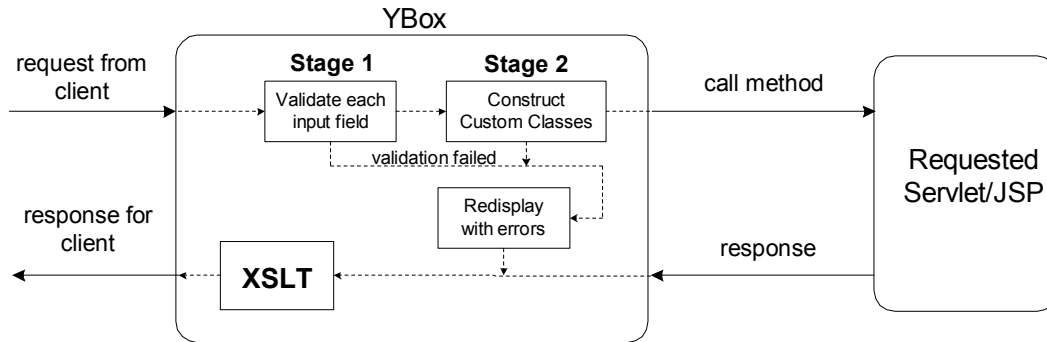 YBox
request from
client
Stage 1
Stage 2
Validate each
input field
Construct
Custom Classes
call method
validation failed
Requested
Servlet/JSP
Redisplay
with errors
response for
client
XSLT
response